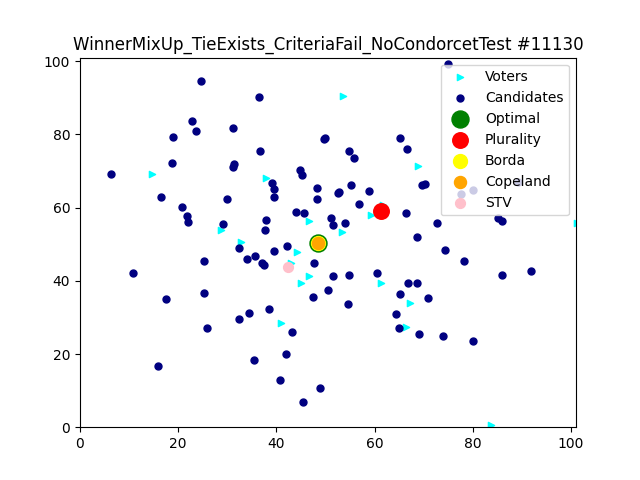 WinnerMixUp_TieExists_CriteriaFail_NoCondorcetTest #11130
100
80
60
40
20
0
0 20 40 60 80 100
Voters
Candidates
Optimal
Plurality
Borda
Copeland
STV